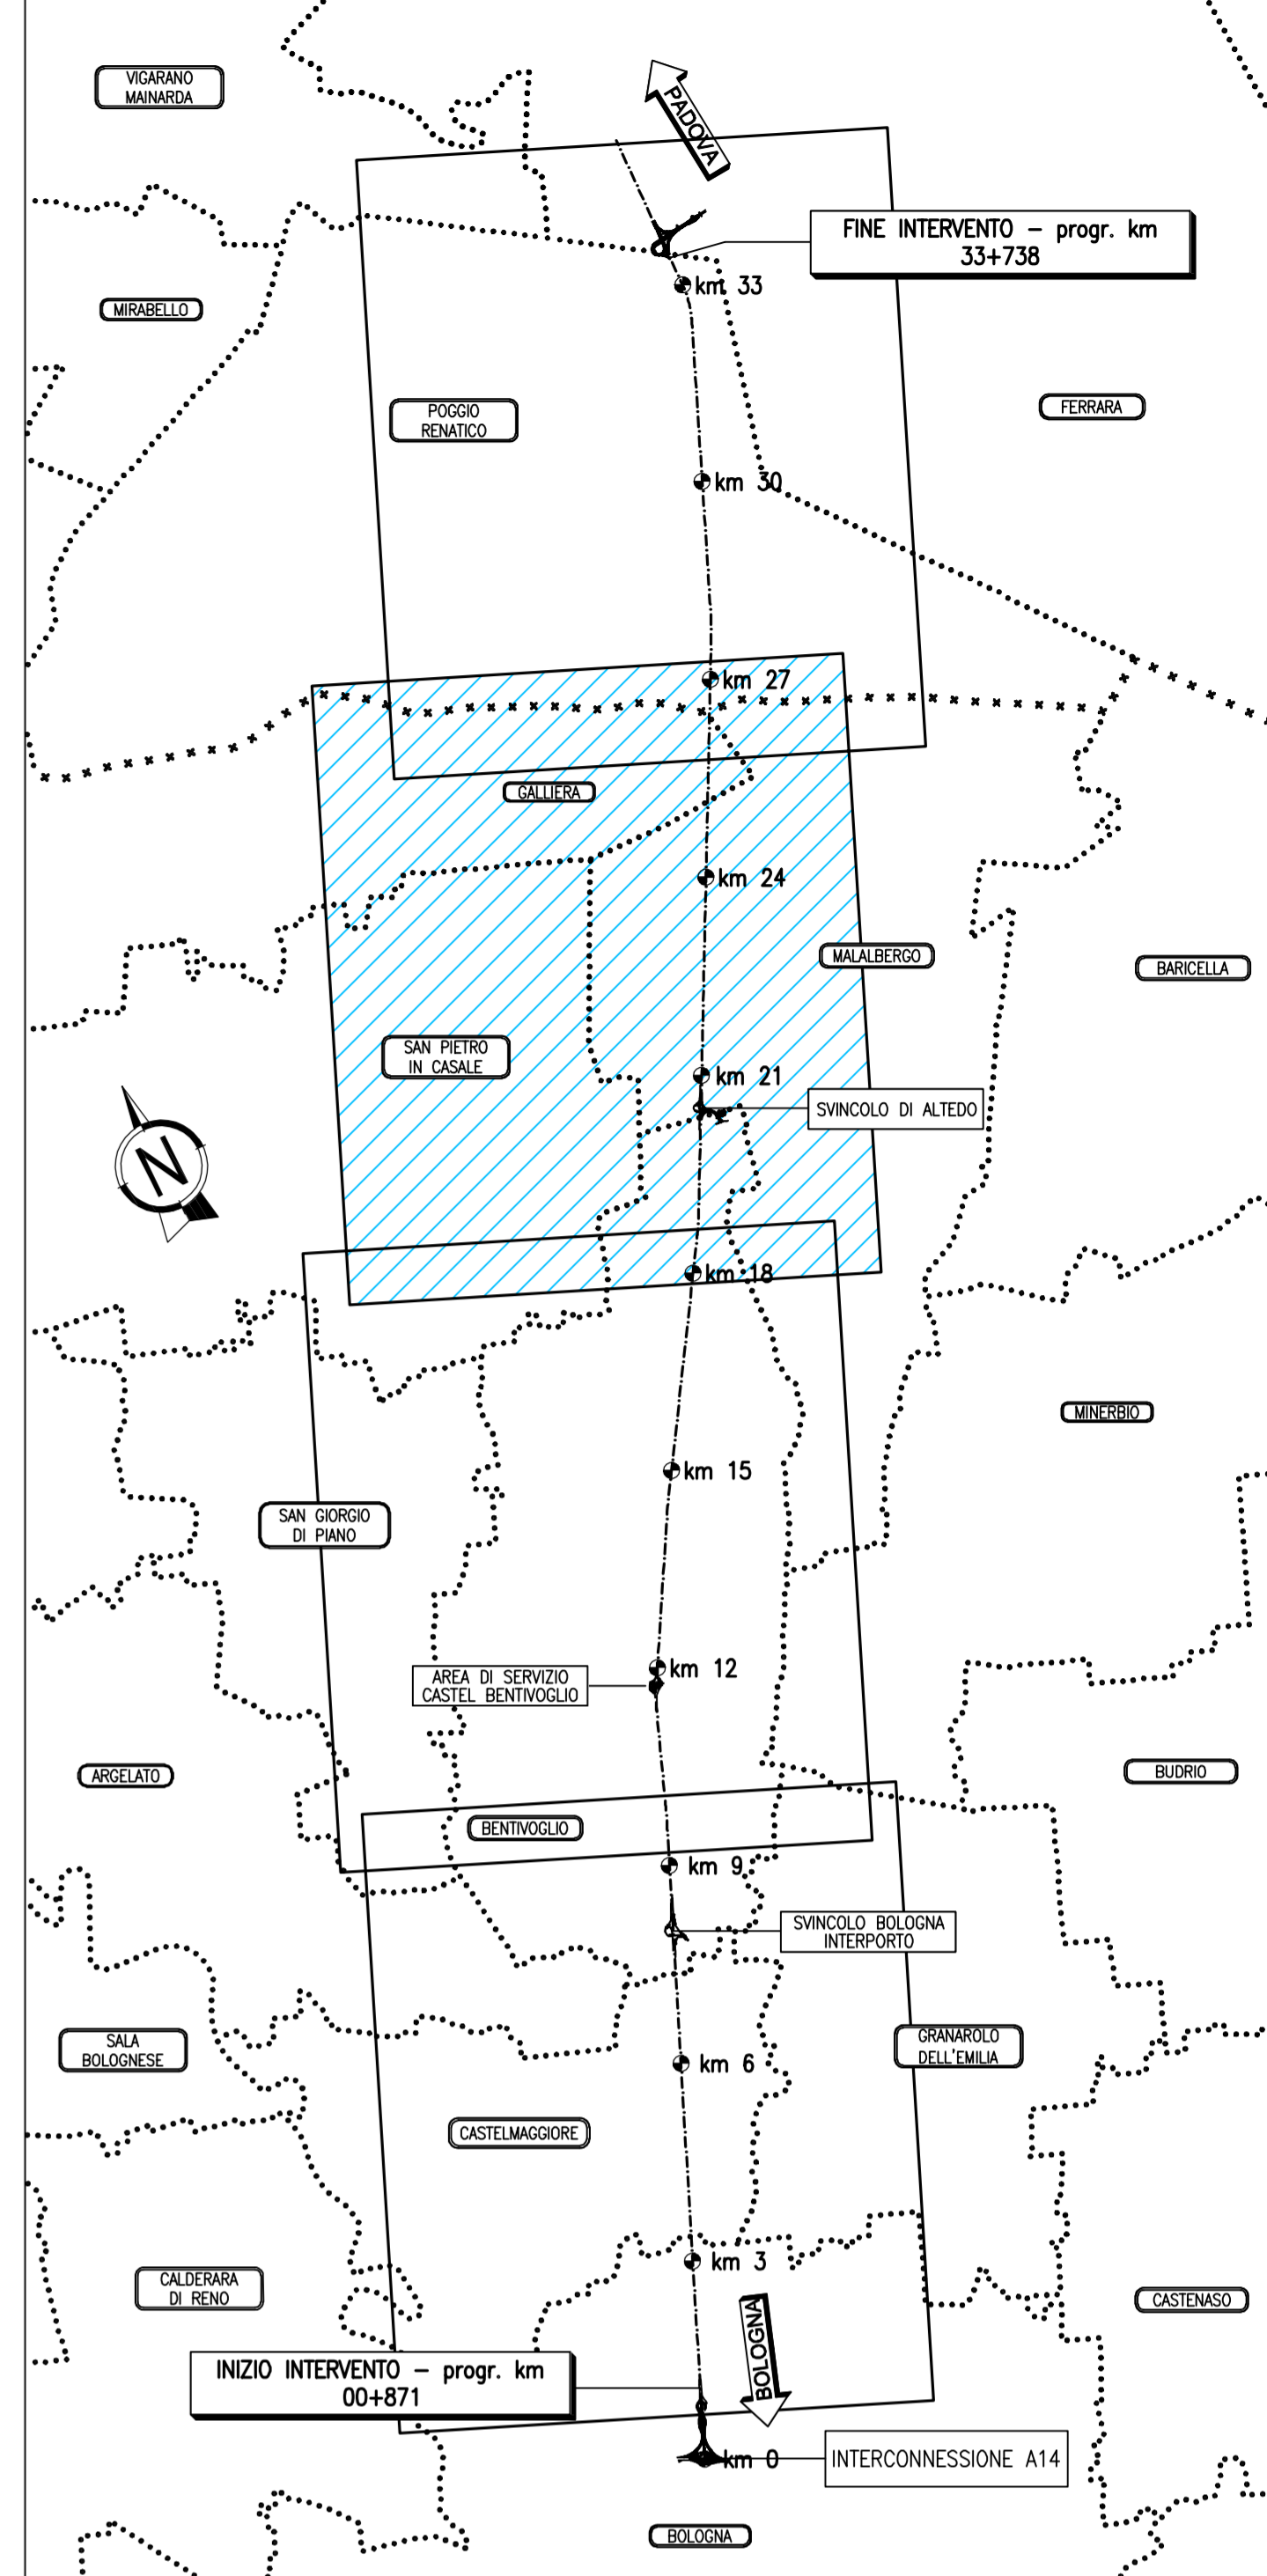 VIGARANO
MAINARDA
PADOVA
FINE INTERVENTO – progr. km
33+738
km 33
MIRABELLO
POGGIO
RENATICO
FERRARA
km 30
km 27
GALLIERA
km 24
MALALBERGO
BARICELLA
SAN PIETRO
IN CASALE
km 21
SVINCOLO DI ALTEDO
N
km 18
MINERBIO
km 15
SAN GIORGIO
DI PIANO
km 12
AREA DI SERVIZIO
CASTEL BENTIVOGLIO
ARGELATO
BUDRIO
BENTIVOGLIO
km 9
SVINCOLO BOLOGNA
INTERPORTO
SALA
BOLOGNESE
GRANAROLO
DELL'EMILIA
km 6
CASTELMAGGIORE
km 3
CALDERARA
DI RENO
CASTENASO
BOLOGNA
INIZIO INTERVENTO – progr. km
00+871
km 0
INTERCONNESSIONE A14
BOLOGNA